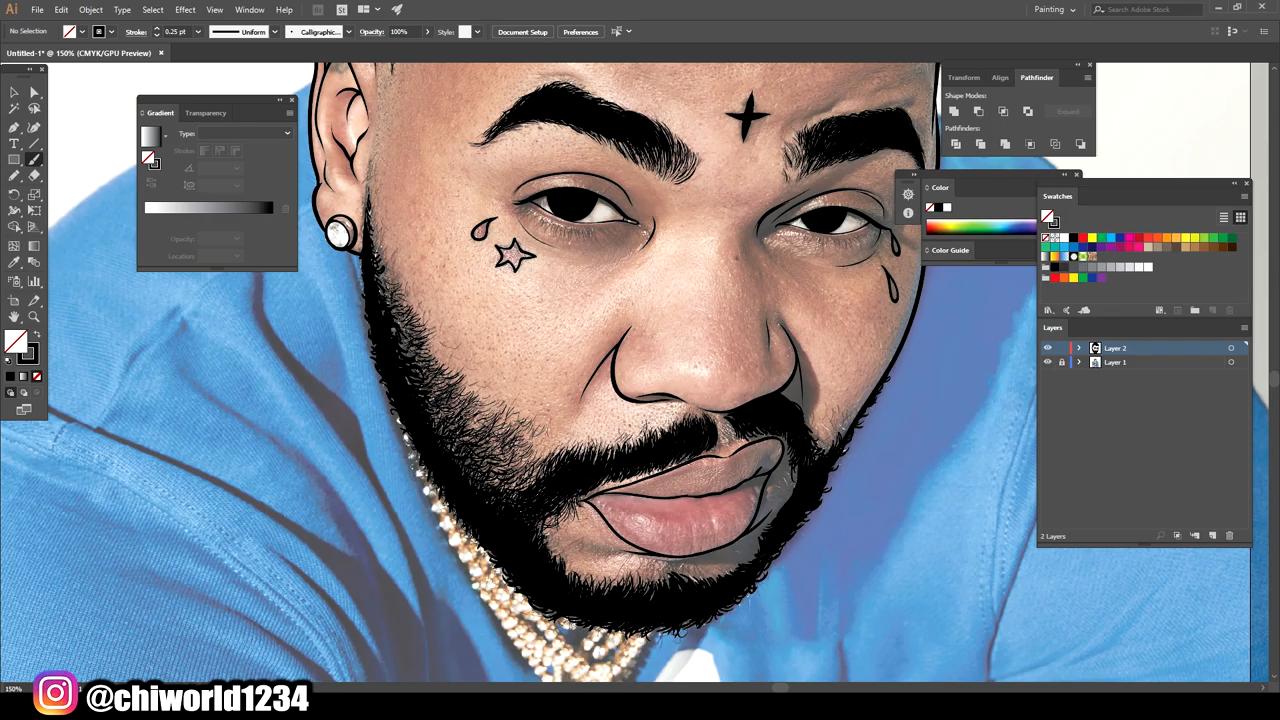 Ai File Edit Object Type Select Effect View Window Help Br St Painting Search Adobe Stock
No Selection Stroke: 0.25 pt Uniform Calligraphic... Opacity: 100% Style: Document Setup Preferences
Untitled-1* @ 150% (CMYK/GPU Preview)
Transform Align Pathfinder
Shape Modes:
Expand
Pathfinders:
Gradient Transparency
Type:
Stroke:
Opacity:
Location:
Color
Color Guide
Swatches
Layers
Layer 2
Layer 1
2 Layers
150%
@chiworld1234